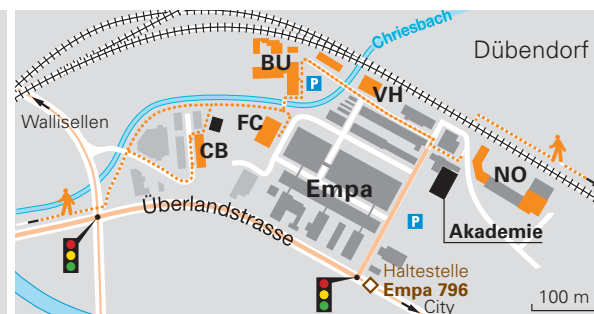 Chriesbach
Dübendorf
BU
P
VH
Wallisellen
FC
CB
NO
Empa
Überlandstrasse
P
Akademie
Haltestelle
Empa 796
City
100 m